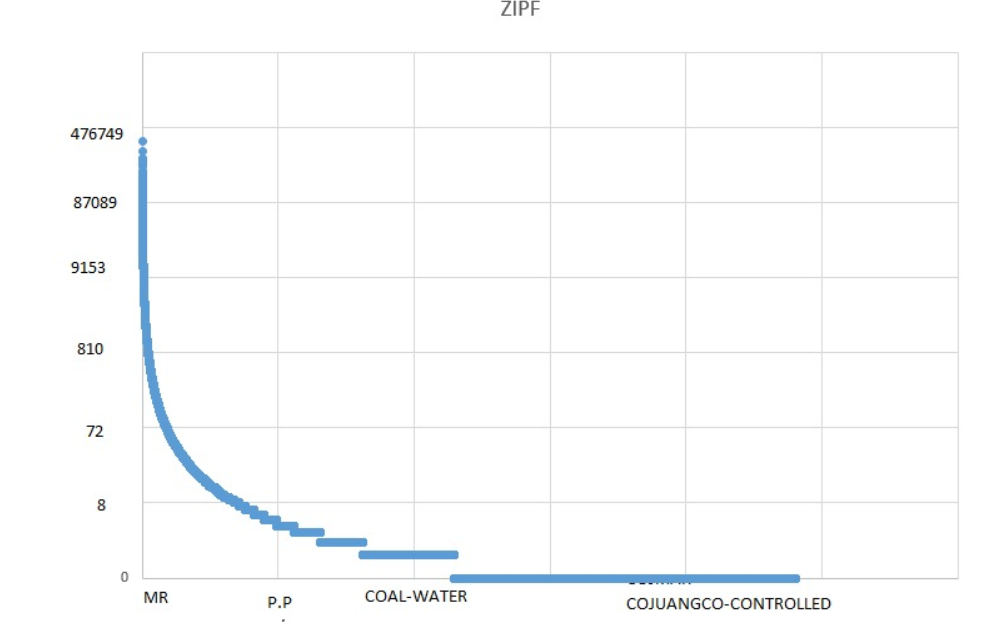 ZIPF
476749
87089
9153
810
72
8
0
MR
P.P
COAL-WATER
COJUANGCO-CONTROLLED